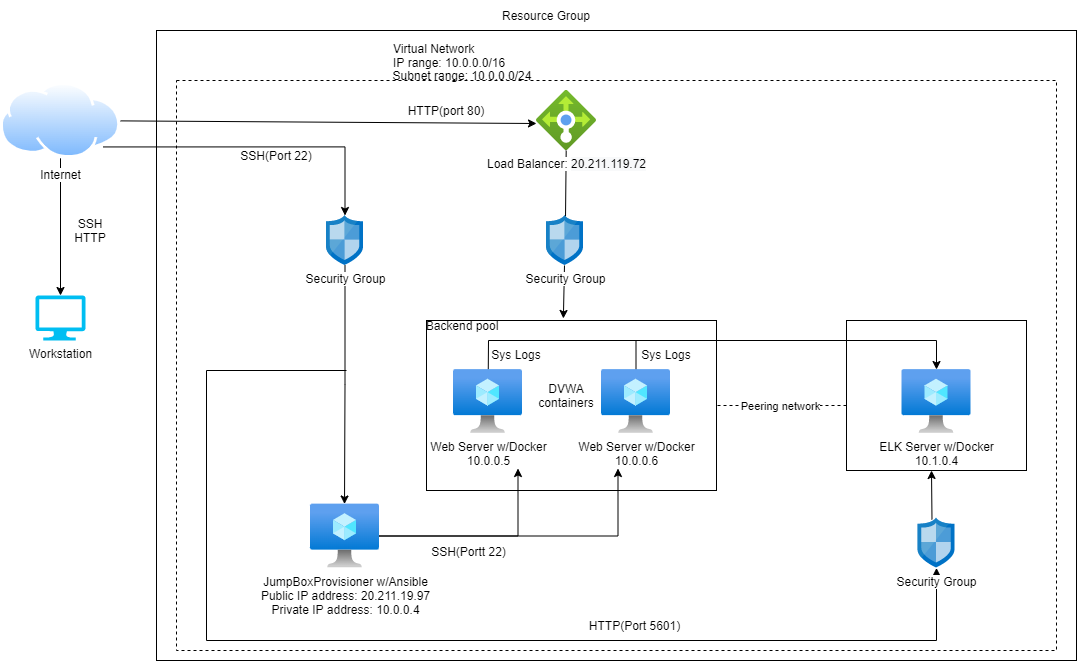 Resource Group
Virtual Network
IP range: 10.0.0.0/16
Subnet range: 10.0.0.0/24
HTTP(port 80)
SSH(Port 22)
Load Balancer: 20.211.119.72
Internet
SSH
HTTP
Workstation
Security Group
Security Group
Backend pool
Sys Logs
Sys Logs
DVWA
containers
Peering network
Web Server w/Docker
10.0.0.5
Web Server w/Docker
10.0.0.6
ELK Server w/Docker
10.1.0.4
SSH(Portt 22)
JumpBoxProvisioner w/Ansible
Public IP address: 20.211.19.97
Private IP address: 10.0.0.4
Security Group
HTTP(Port 5601)